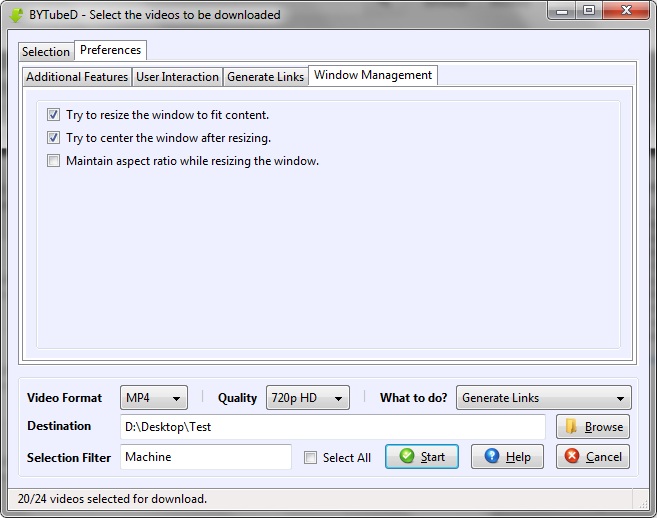 BYTubeD - Select the videos to be downloaded
Selection Preferences
Additional Features User Interaction Generate Links Window Management
Try to resize the window to fit content.
Try to center the window after resizing.
Maintain aspect ratio while resizing the window.
Video Format MP4 Quality 720p HD What to do? Generate Links
Destination D:\Desktop\Test Browse
Selection Filter Machine Select All Start Help Cancel
20/24 videos selected for download.